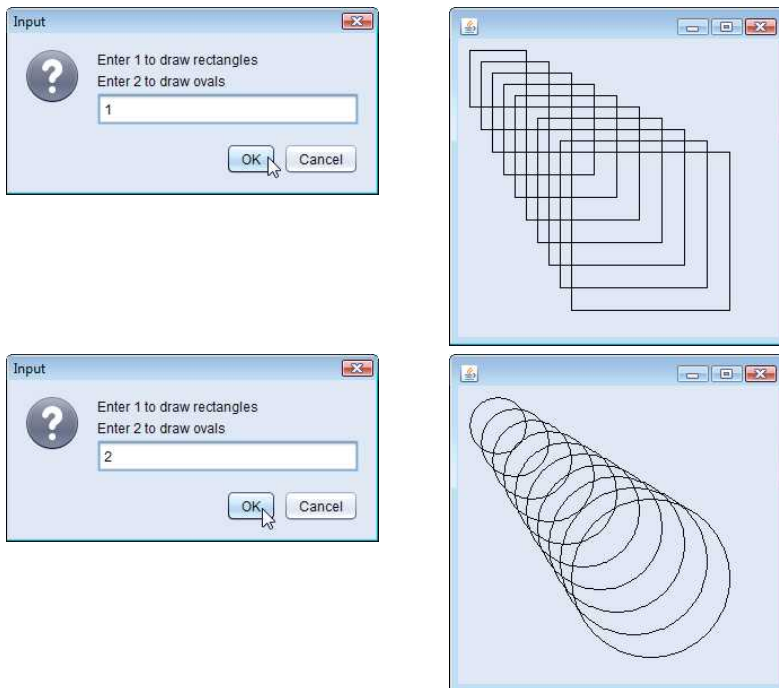 Input
Enter 1 to draw rectangles
Enter 2 to draw ovals
1
OK
Cancel
Input
Enter 1 to draw rectangles
Enter 2 to draw ovals
2
OK
Cancel